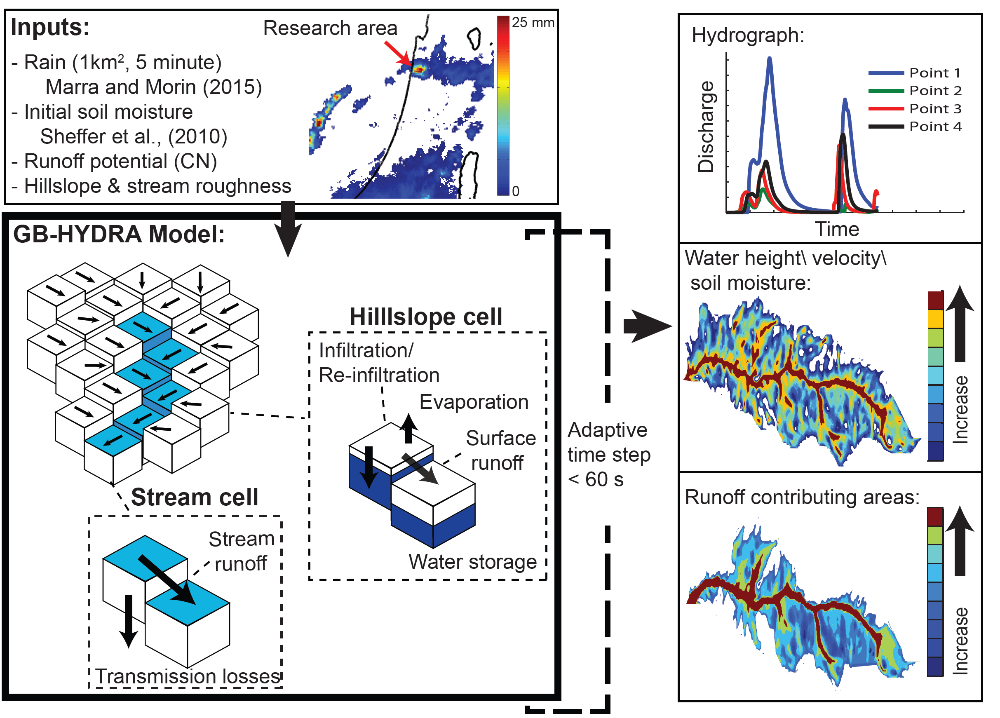 Inputs:
- Rain (1km², 5 minute)
Marra and Morin (2015)
- Initial soil moisture
Sheffer et al., (2010)
- Runoff potential (CN)
- Hillslope & stream roughness
Research area
25 mm
0
GB-HYDRA Model:
Hilllslope cell
Infiltration/
Re-infiltration
Evaporation
Surface
runoff
Water storage
Stream cell
Stream
runoff
Transmission losses
Adaptive
time step
< 60 s
Hydrograph:
Discharge
Point 1
Point 2
Point 3
Point 4
Time
Water height\ velocity\
soil moisture:
Increase
Runoff contributing areas:
Increase